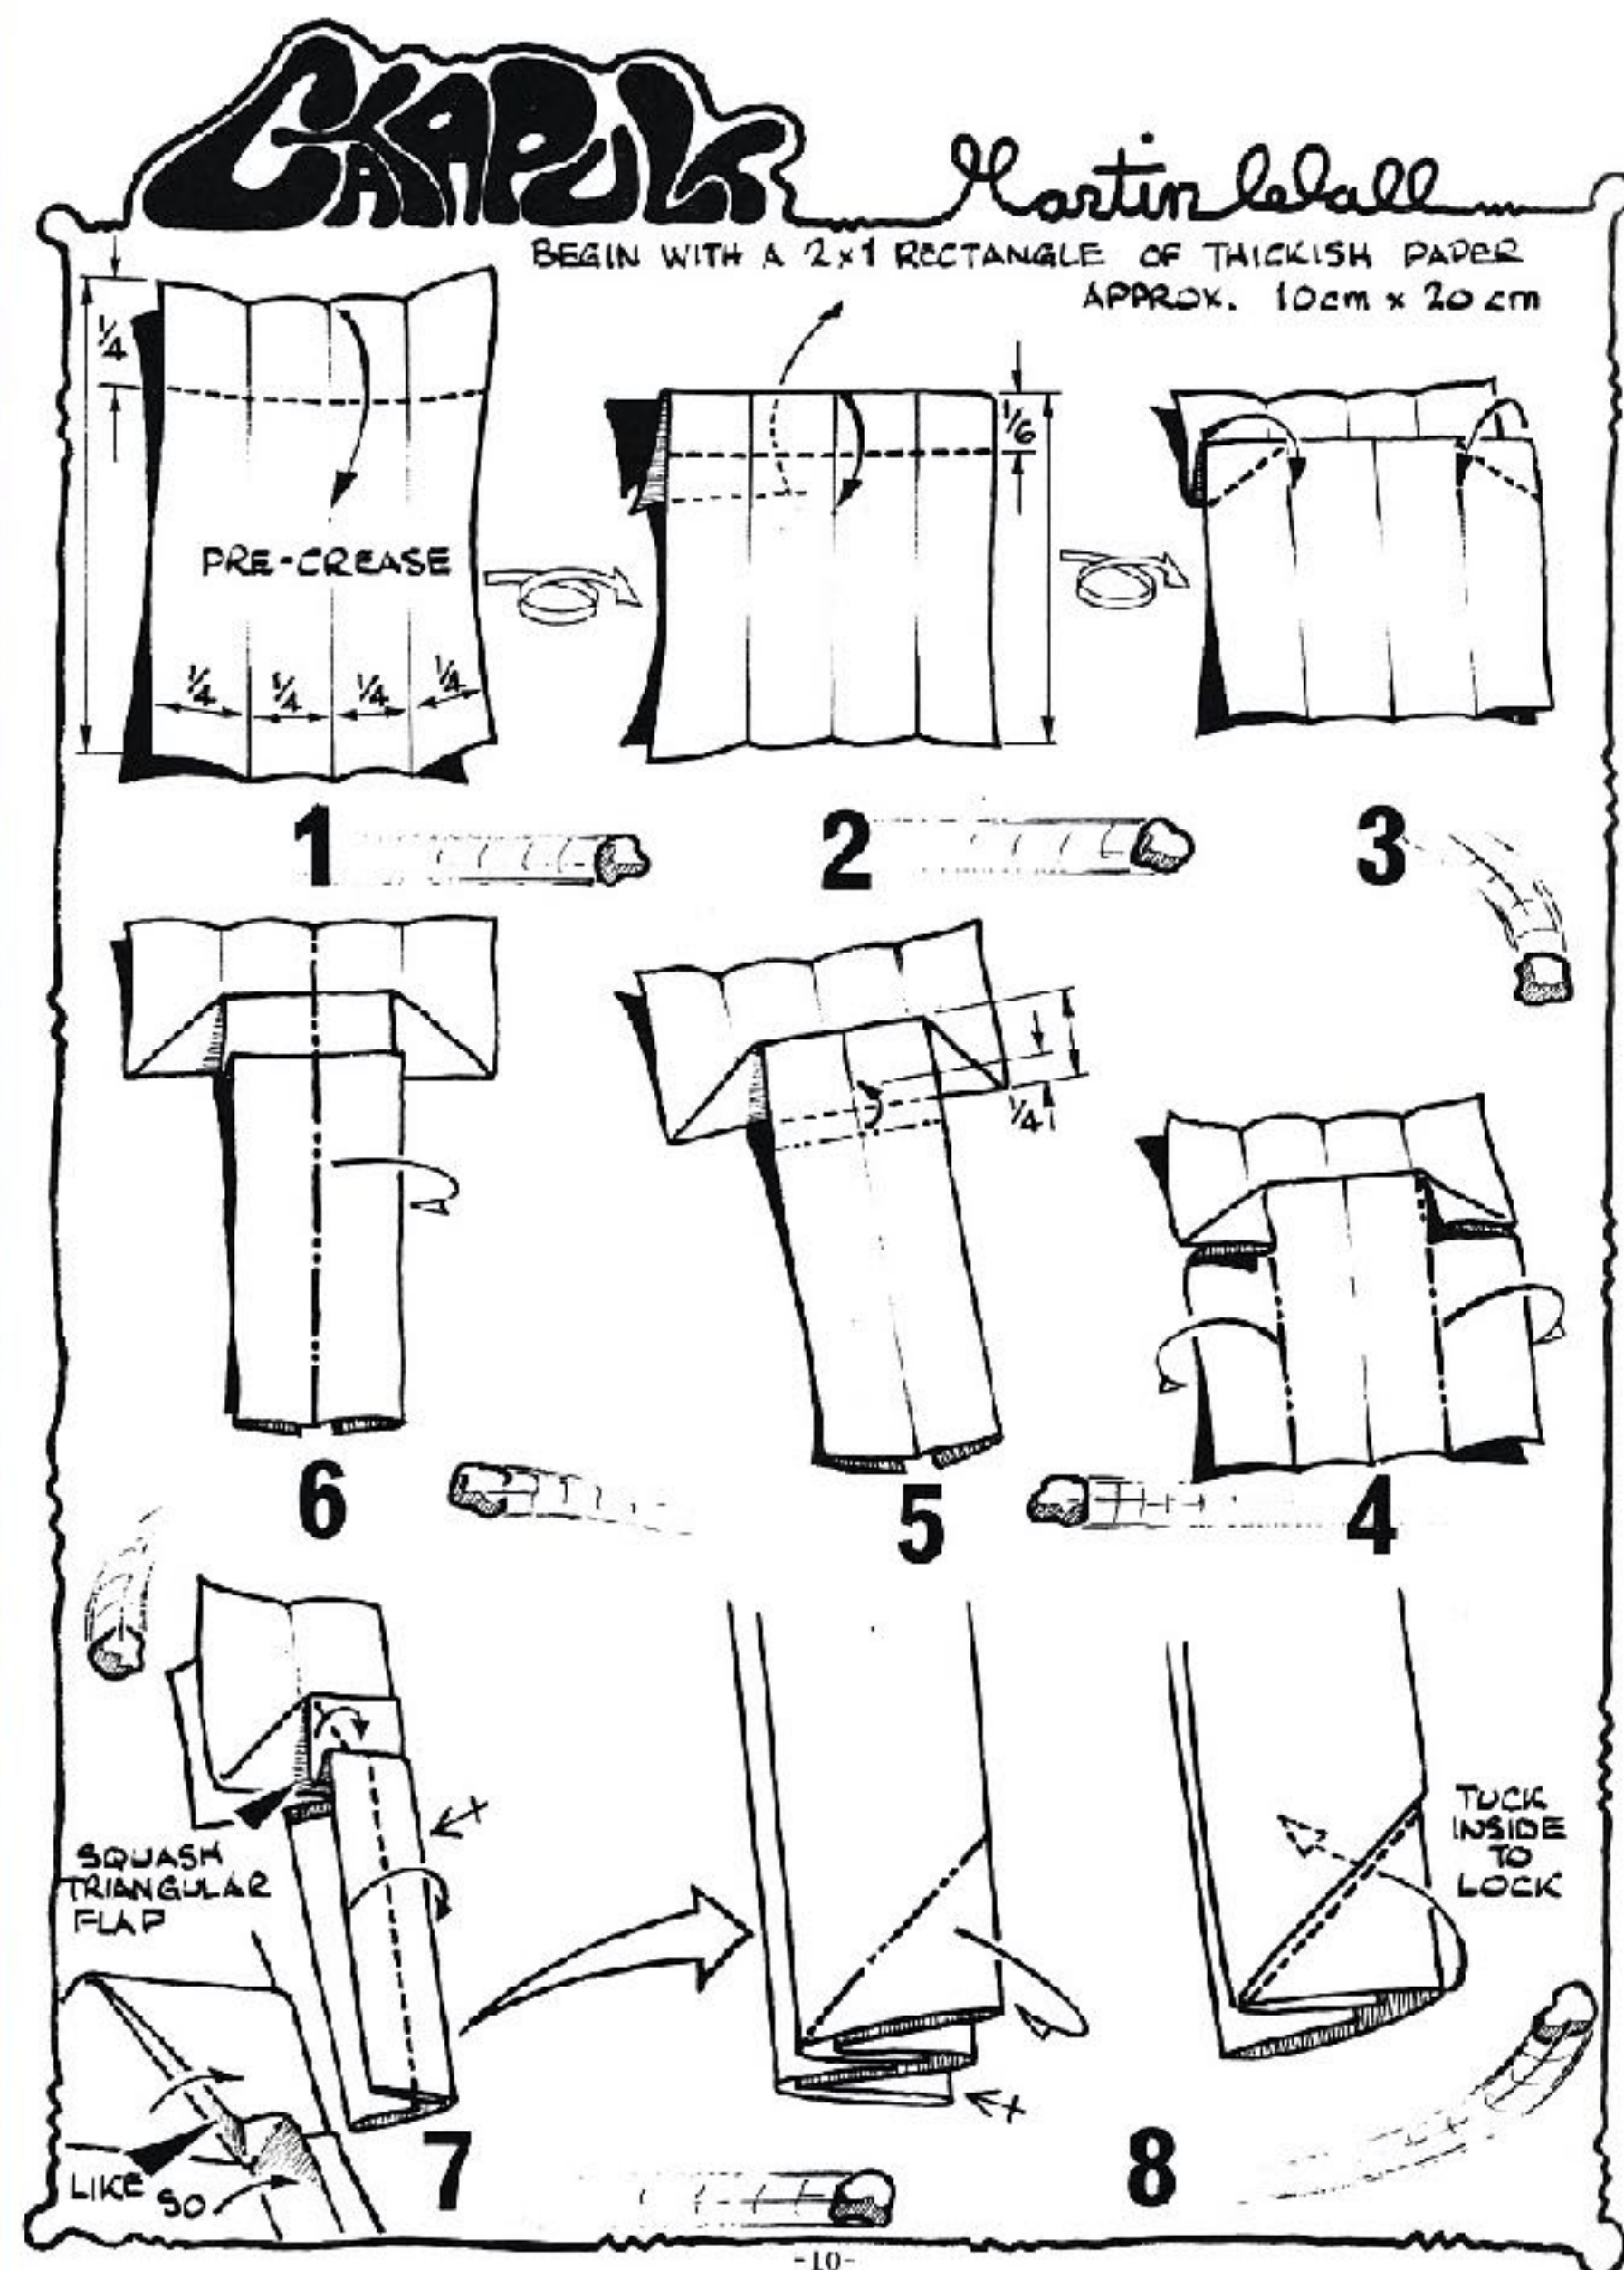 CATAPULT
Martin Wall
BEGIN WITH A 2x1 RECTANGLE OF THICKISH PAPER
APPROX. 10cm x 20cm
1/4
PRE-CREASE
1/4 1/4 1/4 1/4
1
1/6
2
3
6
1/4
5
4
SQUASH
TRIANGULAR
FLAP
LIKE SO
7
TUCK
INSIDE
TO
LOCK
8
-10-